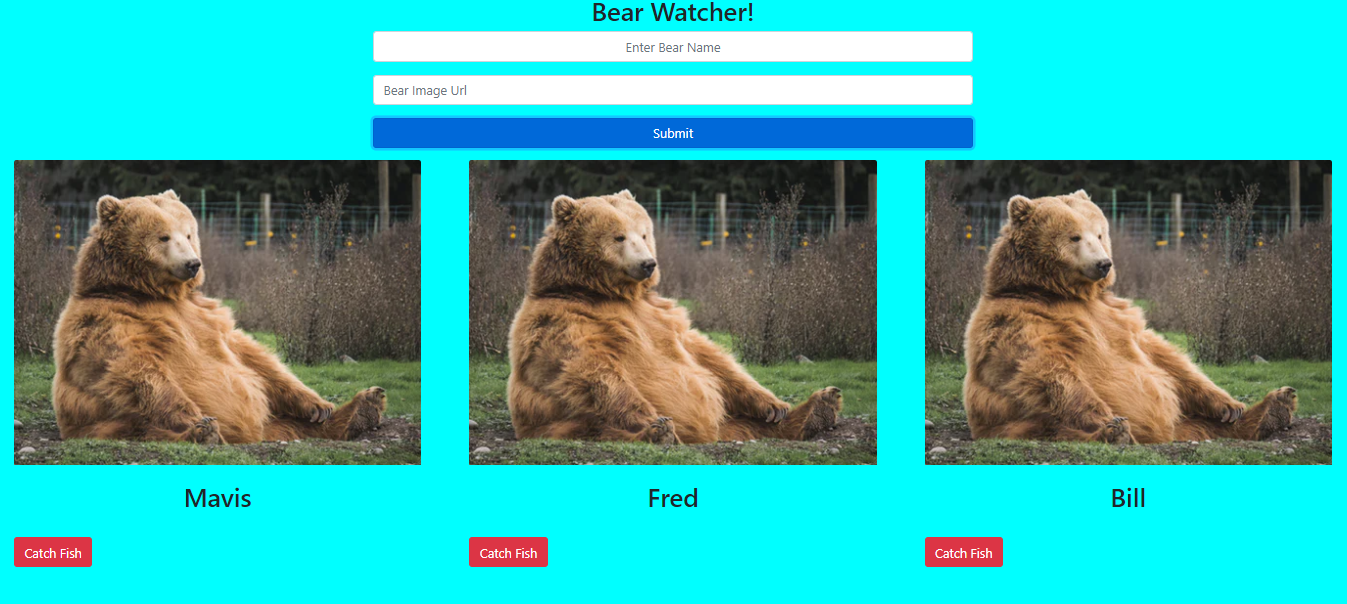 Bear Watcher!
Enter Bear Name
Bear Image Url
Submit
Mavis
Fred
Bill
Catch Fish
Catch Fish
Catch Fish